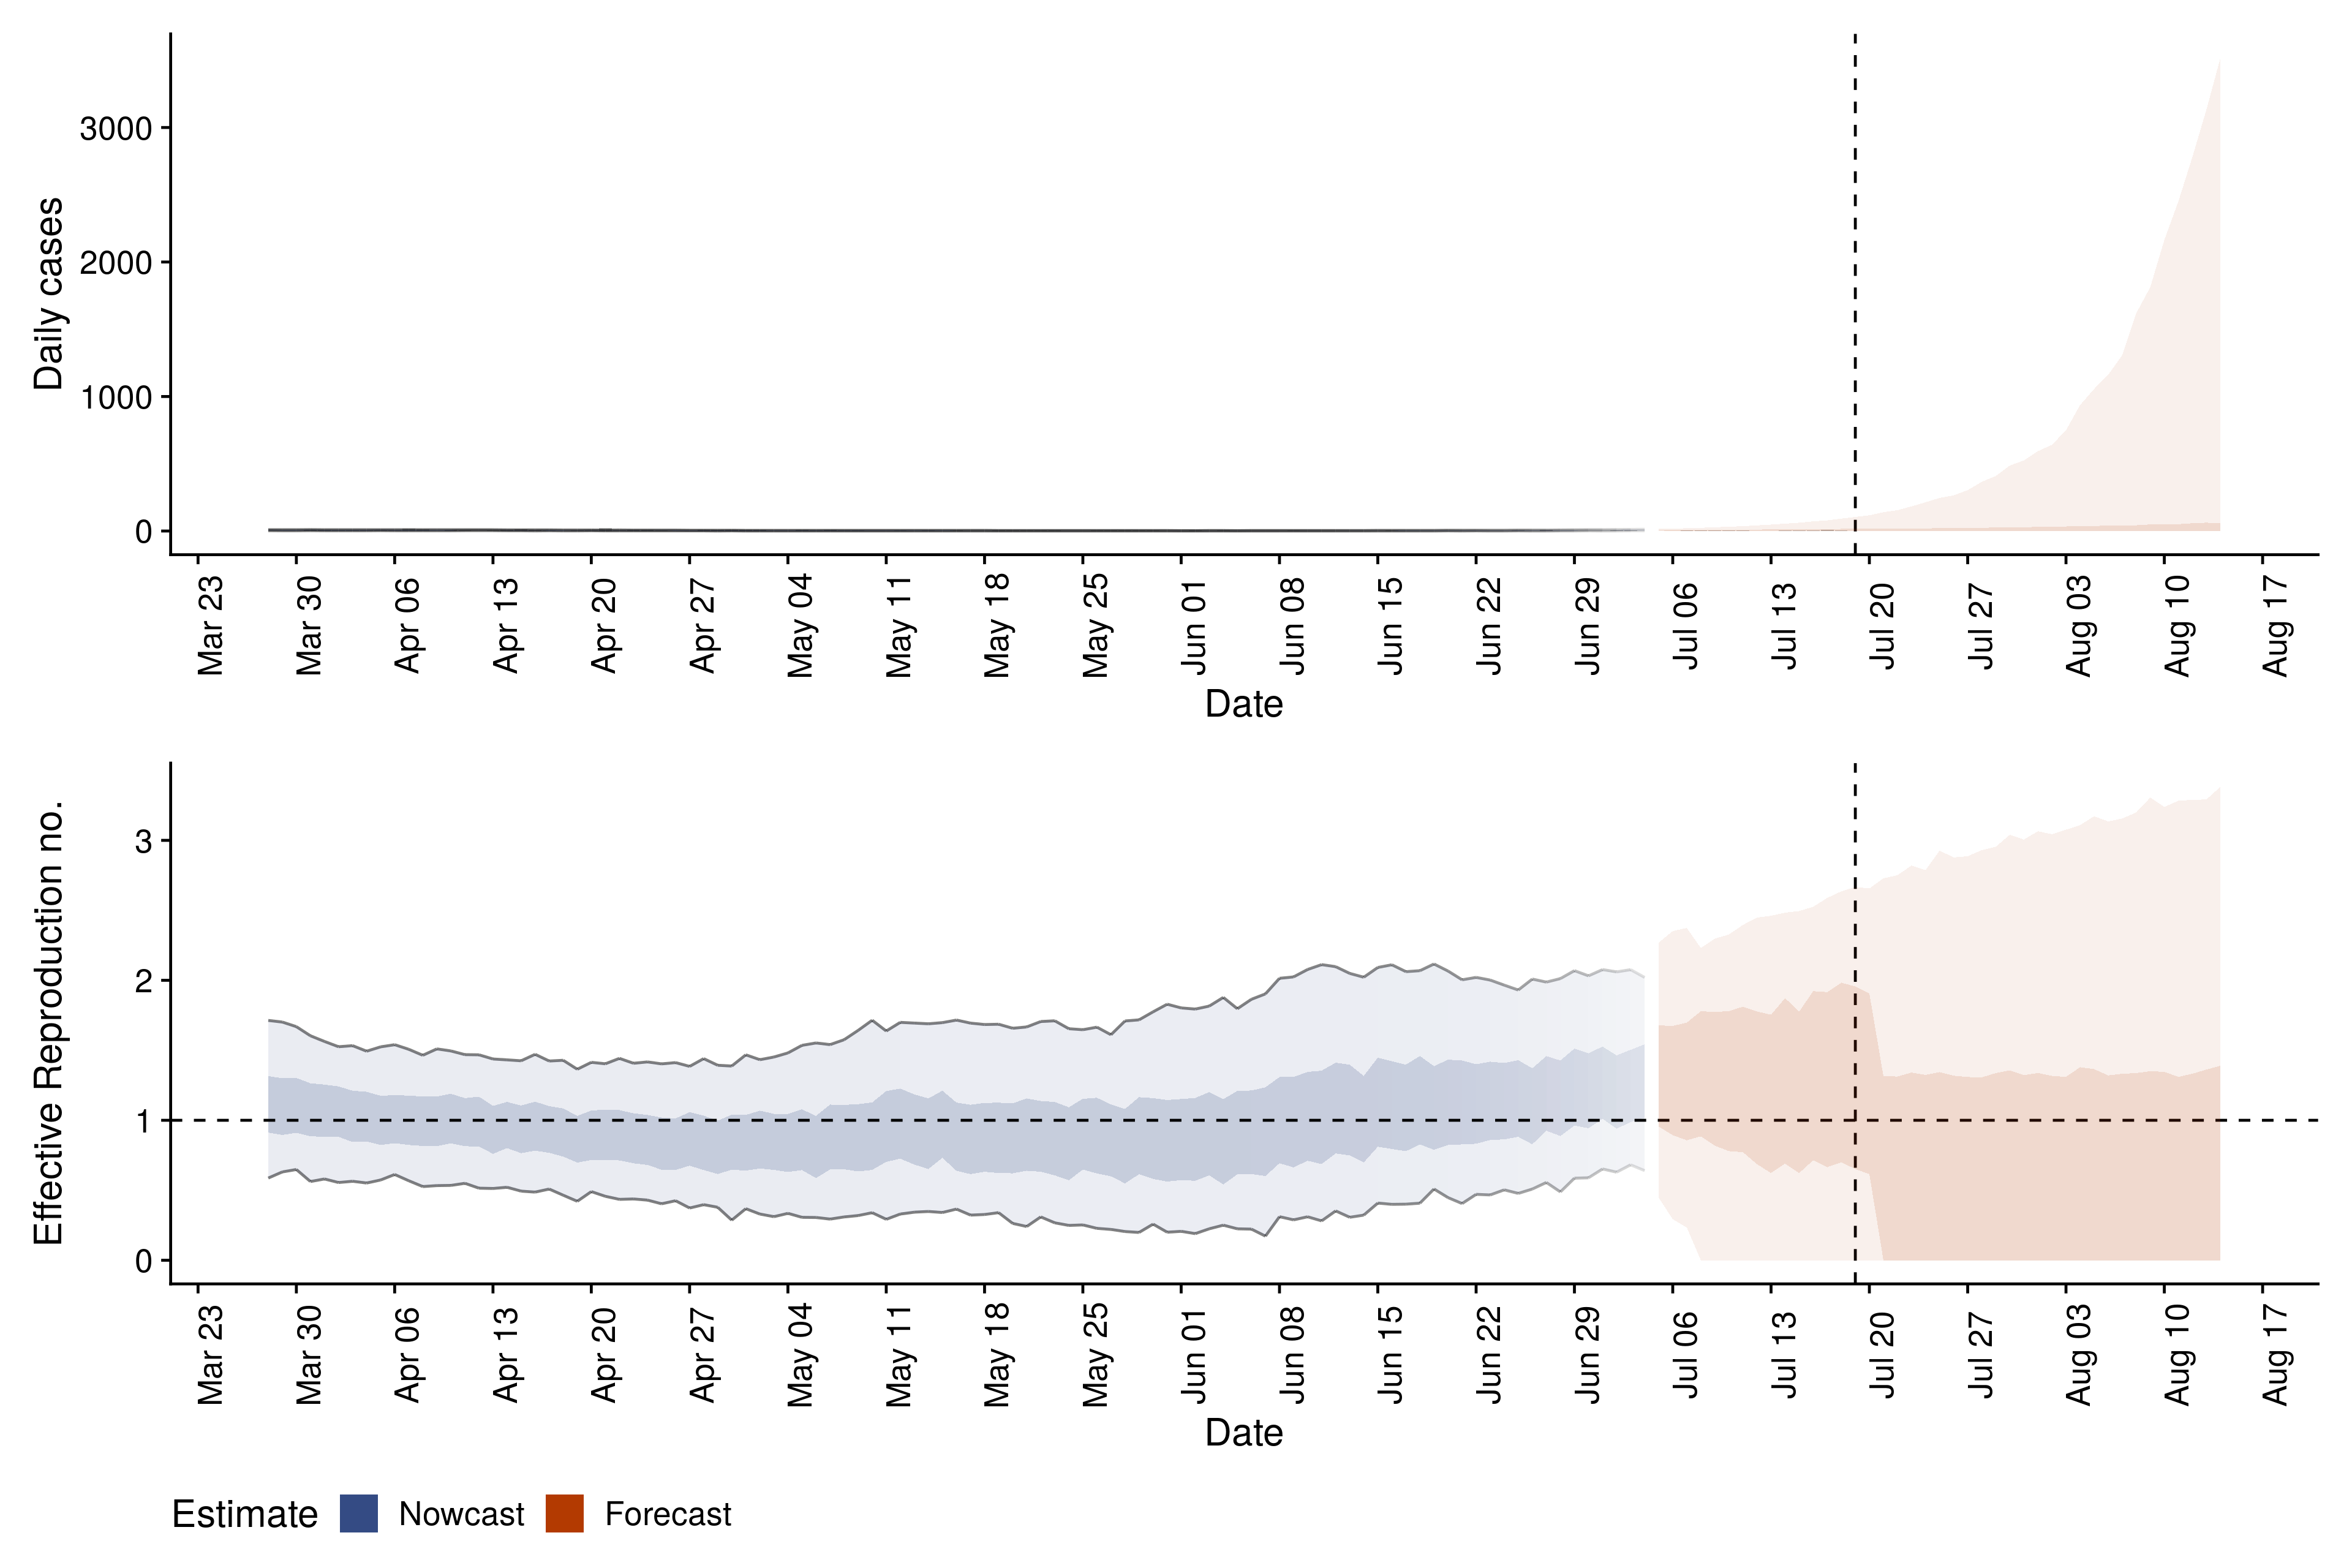 Daily cases
3000
2000
1000
0
Mar 23 Mar 30 Apr 06 Apr 13 Apr 20 Apr 27 May 04 May 11 May 18 May 25 Jun 01 Jun 08 Jun 15 Jun 22 Jun 29 Jul 06 Jul 13 Jul 20 Jul 27 Aug 03 Aug 10 Aug 17
Date
Effective Reproduction no.
3
2
1
0
Mar 23 Mar 30 Apr 06 Apr 13 Apr 20 Apr 27 May 04 May 11 May 18 May 25 Jun 01 Jun 08 Jun 15 Jun 22 Jun 29 Jul 06 Jul 13 Jul 20 Jul 27 Aug 03 Aug 10 Aug 17
Date
Estimate Nowcast Forecast